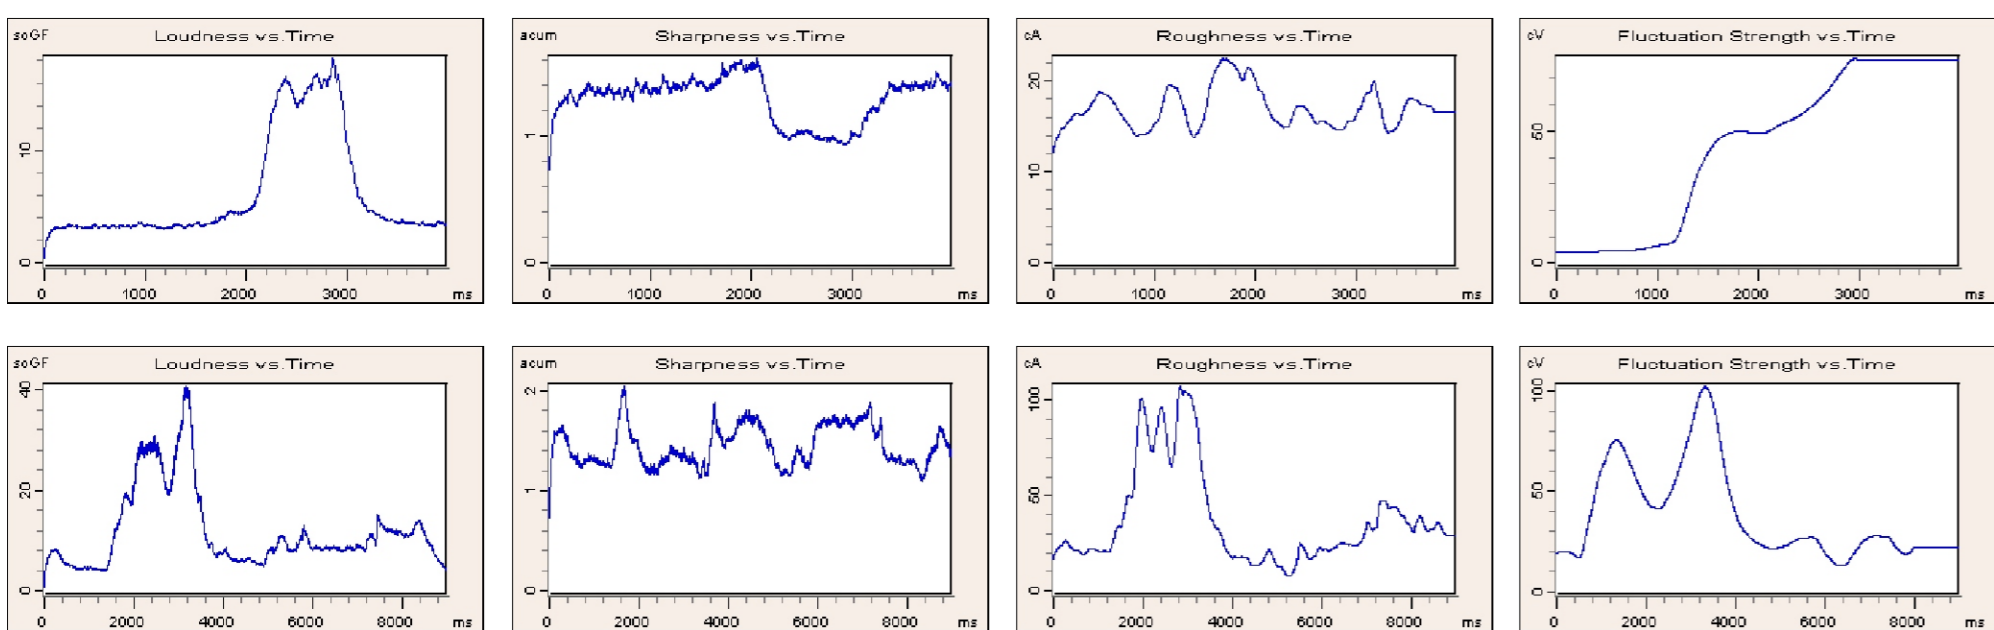 soGF Loudness vs.Time
10
0
0 1000 2000 3000 ms
acum Sharpness vs.Time
1
0
0 1000 2000 3000 ms
cA Roughness vs.Time
20
10
0
0 1000 2000 3000 ms
cV Fluctuation Strength vs.Time
50
0
0 1000 2000 3000 ms
soGF Loudness vs.Time
40
20
0
0 2000 4000 6000 8000 ms
acum Sharpness vs.Time
2
1
0
0 2000 4000 6000 8000 ms
cA Roughness vs.Time
100
50
0
0 2000 4000 6000 8000 ms
cV Fluctuation Strength vs.Time
100
50
0
0 2000 4000 6000 8000 ms